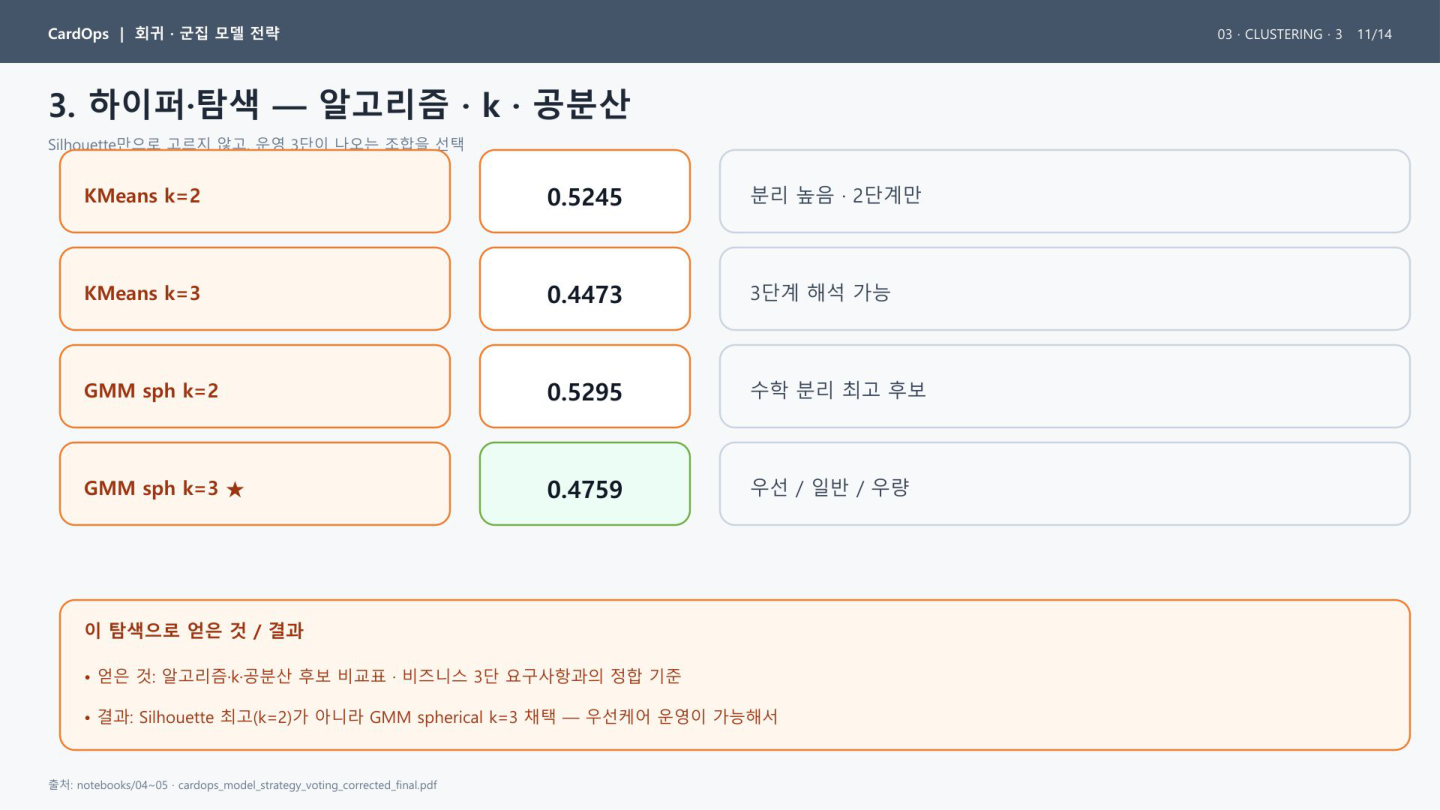 CardOps | 회귀 · 군집 모델 전략
03 · CLUSTERING · 3 11/14
3. 하이퍼·탐색 — 알고리즘 · k · 공분산
Silhouette만으로 고르지 않고, 운영 3단이 나오는 조합을 선택
KMeans k=2
0.5245
분리 높음 · 2단계만
KMeans k=3
0.4473
3단계 해석 가능
GMM sph k=2
0.5295
수학 분리 최고 후보
GMM sph k=3 ★
0.4759
우선 / 일반 / 우량
이 탐색으로 얻은 것 / 결과
• 얻은 것: 알고리즘·k·공분산 후보 비교표 · 비즈니스 3단 요구사항과의 정합 기준
• 결과: Silhouette 최고(k=2)가 아니라 GMM spherical k=3 채택 — 우선케어 운영이 가능해서
출처: notebooks/04~05 · cardops_model_strategy_voting_corrected_final.pdf